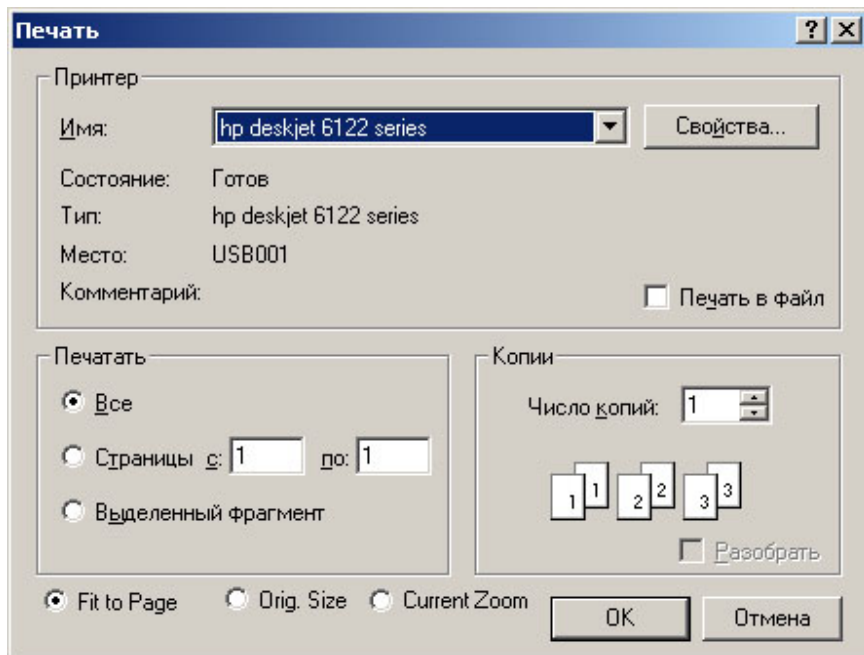 Печать
Принтер
Имя: hp deskjet 6122 series Свойства...
Состояние: Готов
Тип: hp deskjet 6122 series
Место: USB001
Комментарий: Печать в файл
Печатать
Все
Страницы с: 1 по: 1
Выделенный фрагмент
Копии
Число копий: 1
1 1 2 2 3 3
Разобрать
Fit to Page Orig. Size Current Zoom OK Отмена